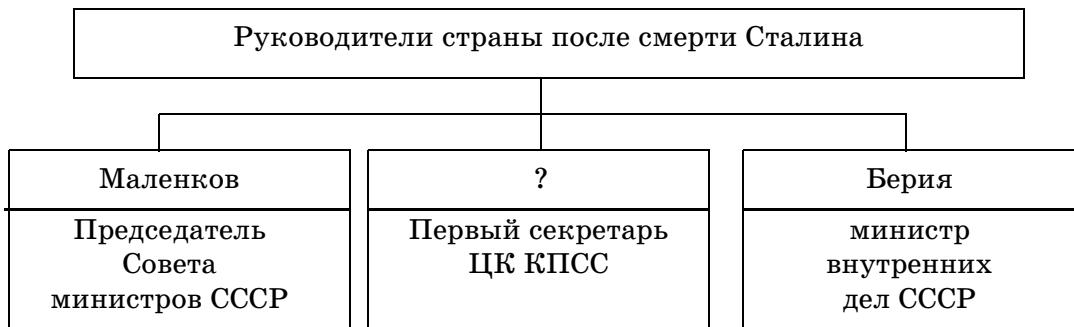 Руководители страны после смерти Сталина
Маленков
Председатель
Совета
министров СССР
?
Первый секретарь
ЦК КПСС
Берия
министр
внутренних
дел СССР